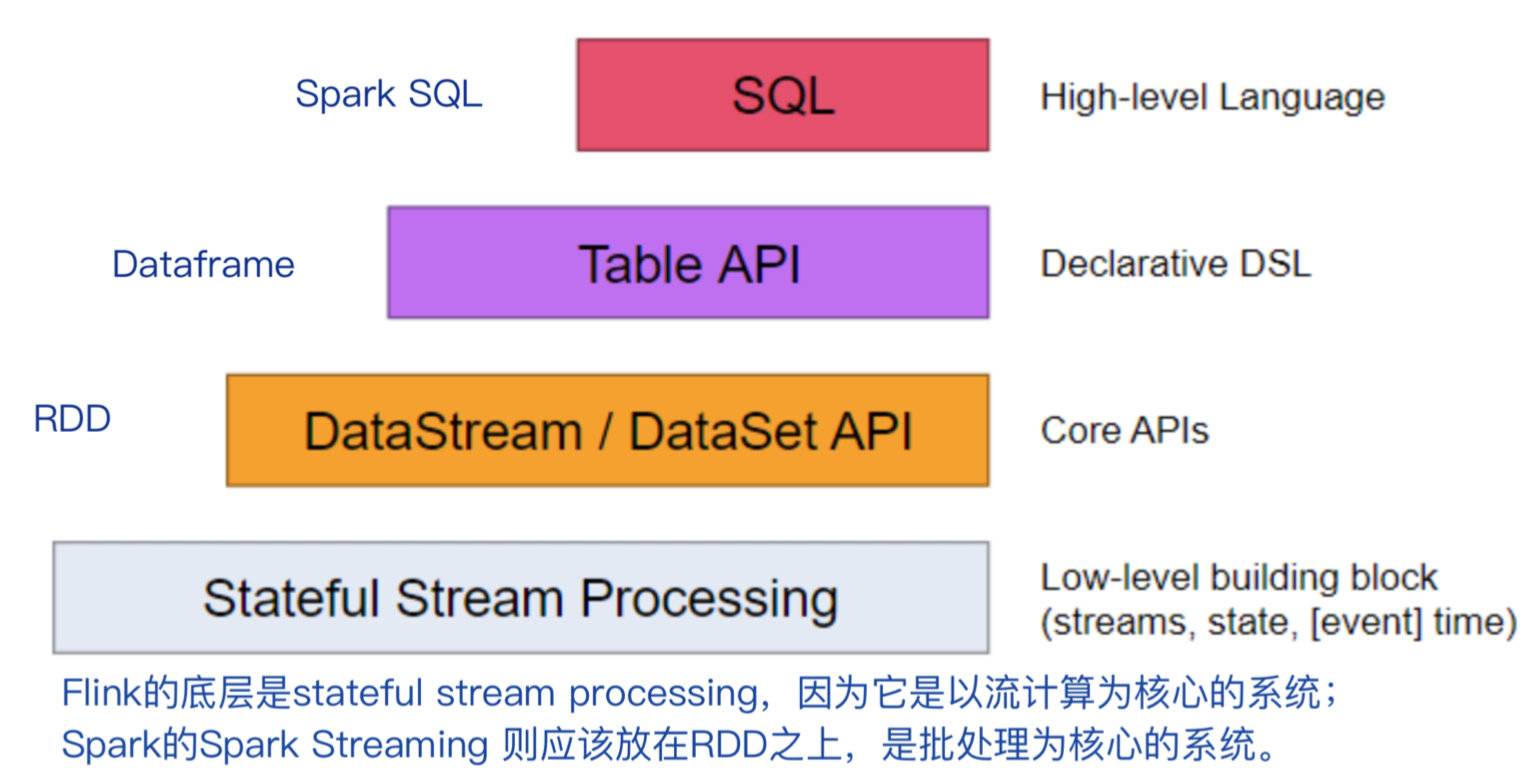 Spark SQL SQL High-level Language
Dataframe Table API Declarative DSL
RDD DataStream / DataSet API Core APIs
Stateful Stream Processing Low-level building block
(streams, state, [event] time)
Flink的底层是stateful stream processing，因为它是以流计算为核心的系统；
Spark的Spark Streaming 则应该放在RDD之上，是批处理为核心的系统。